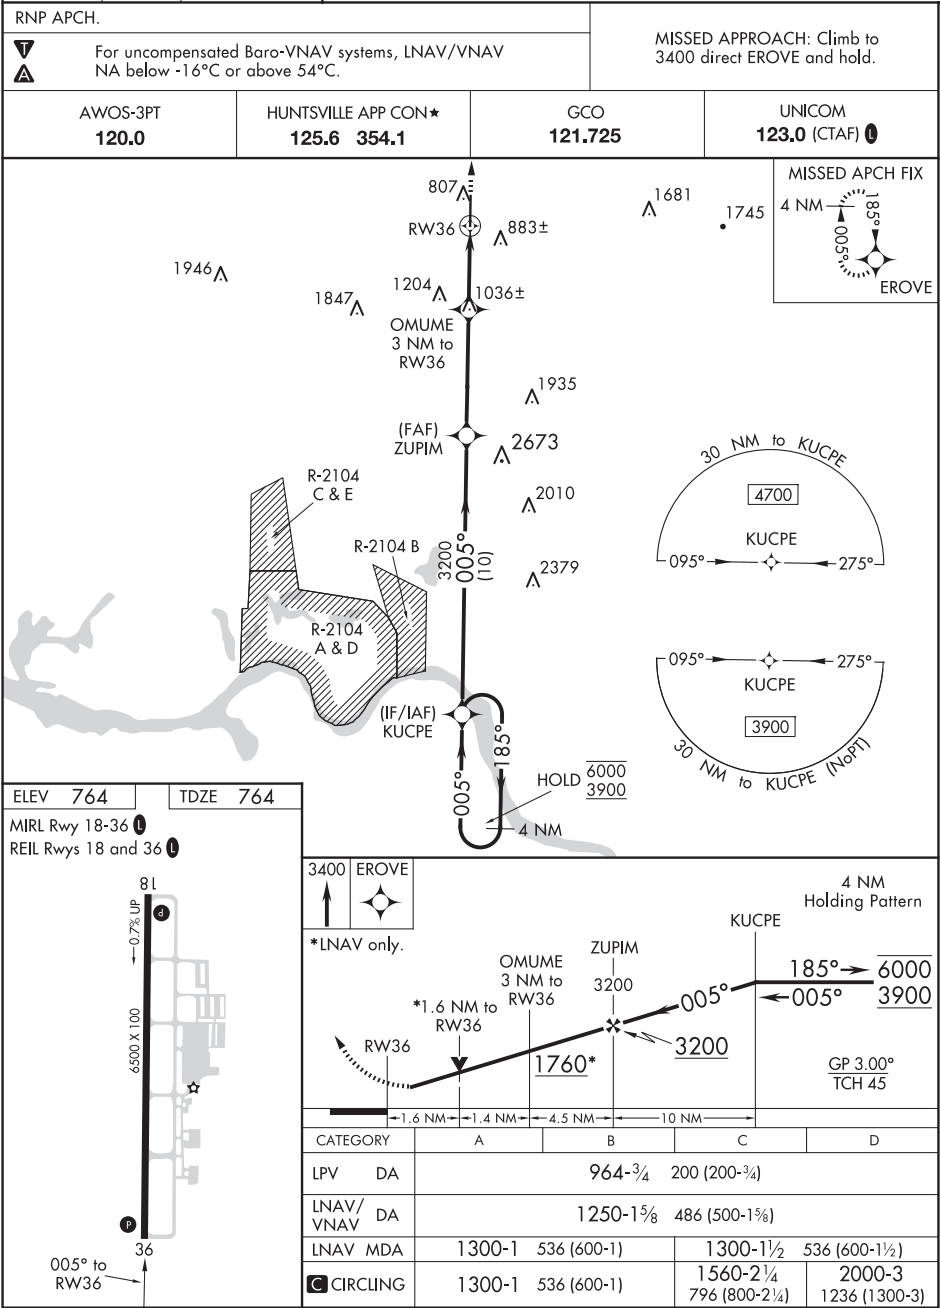 RNP APCH.
T
A
For uncompensated Baro-VNAV systems, LNAV/VNAV
NA below -16°C or above 54°C.
MISSED APPROACH: Climb to
3400 direct EROVE and hold.
AWOS-3PT
120.0
HUNTSVILLE APP CON★
125.6 354.1
GCO
121.725
UNICOM
123.0 (CTAF) L
MISSED APCH FIX
4 NM
185°
005°
EROVE
807
1681
1745
RW36
883±
1946
1847
1204
1036±
OMUME
3 NM to
RW36
1935
(FAF)
ZUPIM
2673
R-2104
C & E
2010
R-2104 B
3200
005°
(10)
2379
R-2104
A & D
(IF/IAF)
KUCPE
185°
005°
HOLD 6000
3900
4 NM
30 NM to KUCPE
4700
KUCPE
095°
275°
095°
275°
KUCPE
3900
30 NM to KUCPE (NoPT)
ELEV 764
TDZE 764
MIRL Rwy 18-36 L
REIL Rwys 18 and 36 L
18
P
0.7% UP
6500 X 100
P
36
005° to
RW36
3400
EROVE
*LNAV only.
4 NM
Holding Pattern
KUCPE
ZUPIM
OMUME
3 NM to
RW36
3200
185°
6000
005°
005°
3900
*1.6 NM to
RW36
RW36
1760*
3200
GP 3.00°
TCH 45
1.6 NM
1.4 NM
4.5 NM
10 NM
CATEGORY A B C D
LPV DA 964-¾ 200 (200-¾)
LNAV/
VNAV DA 1250-1⅝ 486 (500-1⅝)
LNAV MDA 1300-1 536 (600-1) 1300-1½ 536 (600-1½)
C CIRCLING 1300-1 536 (600-1) 1560-2¼ 2000-3
796 (800-2¼) 1236 (1300-3)